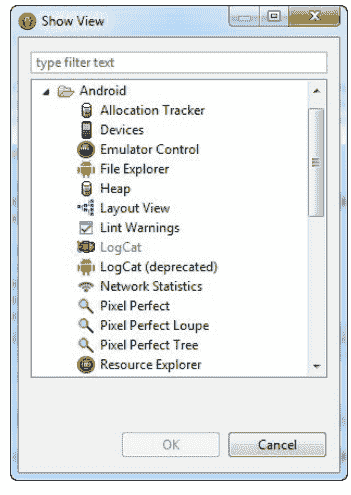 Show View
type filter text
Android
Allocation Tracker
Devices
Emulator Control
File Explorer
Heap
Layout View
Lint Warnings
LogCat
LogCat (deprecated)
Network Statistics
Pixel Perfect
Pixel Perfect Loupe
Pixel Perfect Tree
Resource Explorer
OK
Cancel